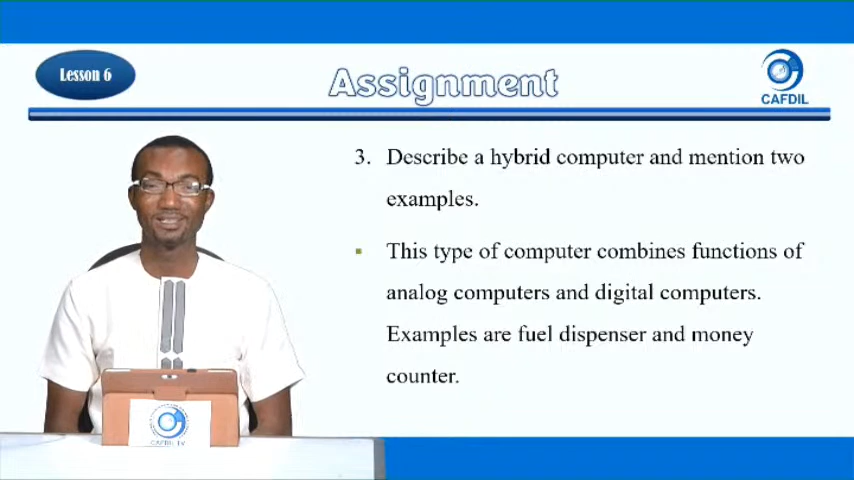 Lesson 6
Assignment
CAFDIL
3. Describe a hybrid computer and mention two
examples.
▪ This type of computer combines functions of
analog computers and digital computers.
Examples are fuel dispenser and money
counter.
CAFDIL TV